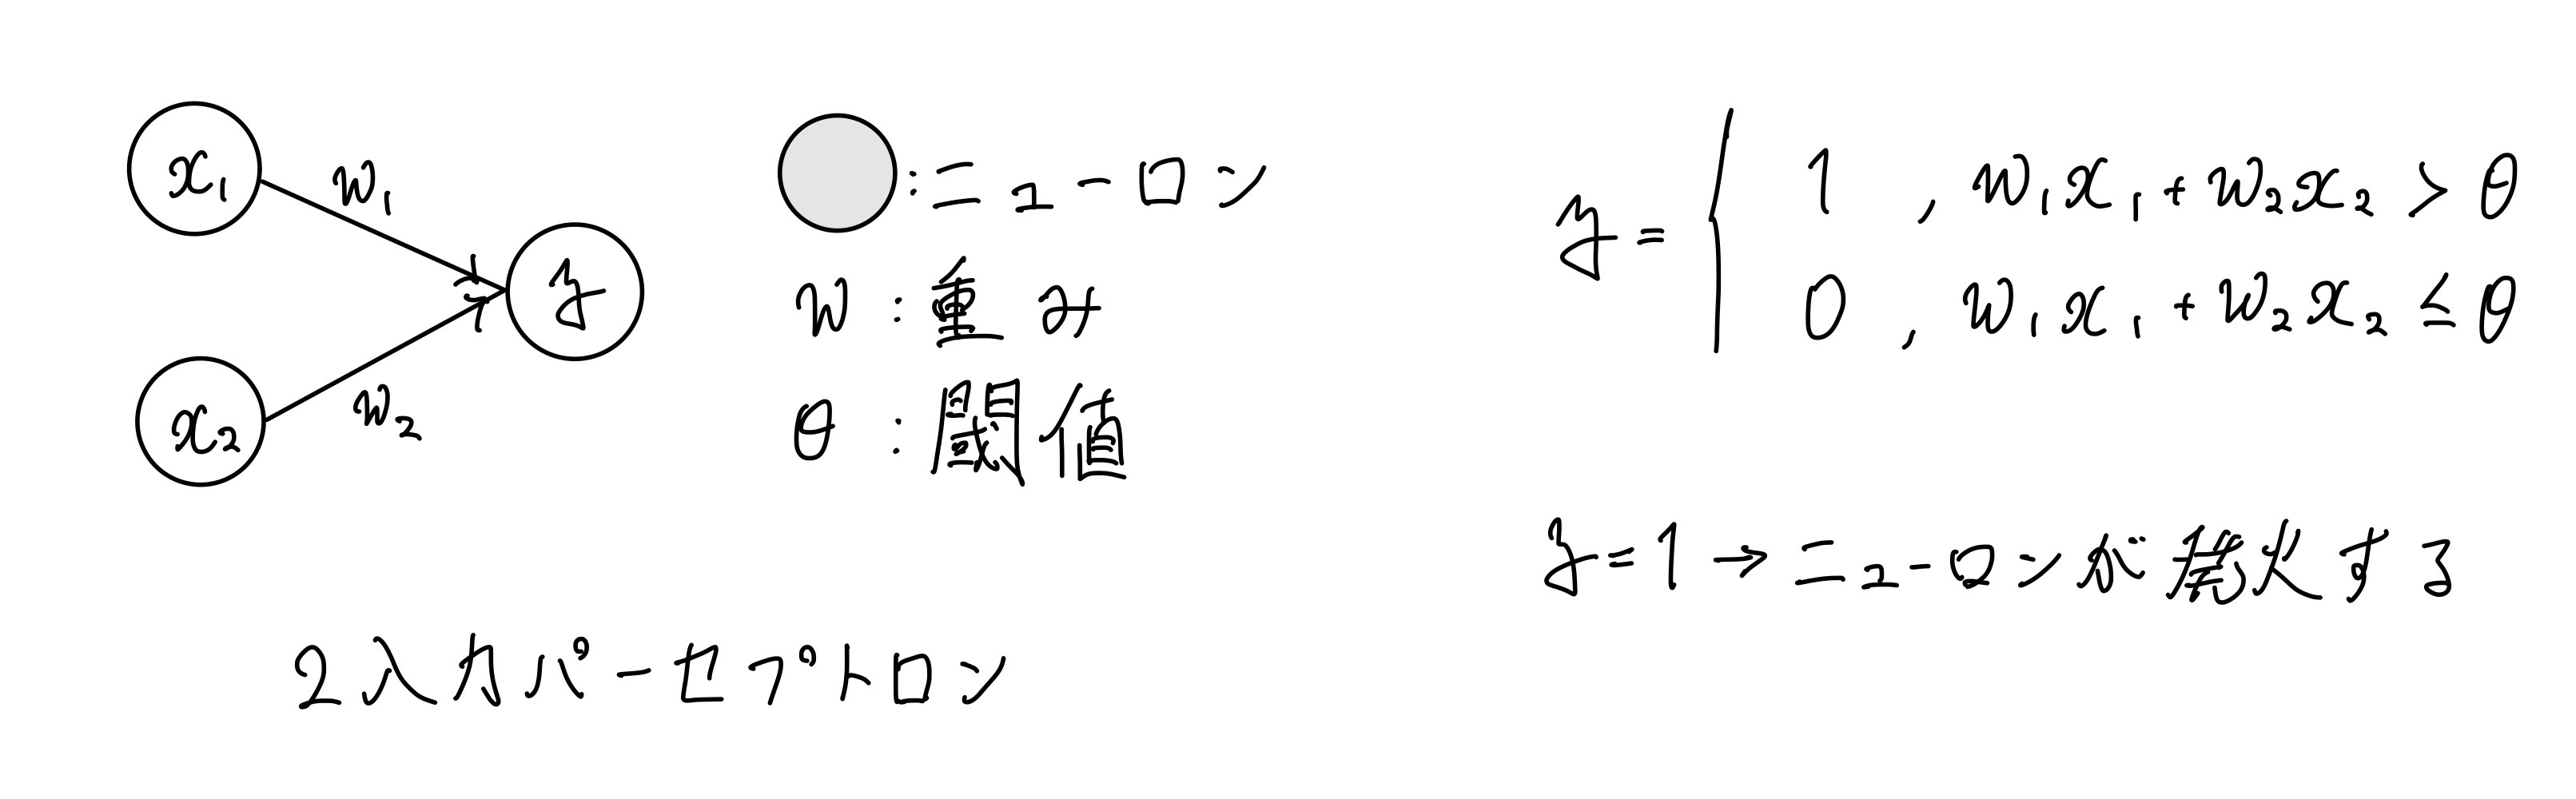 x₁
w₁
x₂
w₂
y
:ニューロン
w:重み
θ:閾値
2入力パーセプトロン
y = { 1 , w₁x₁ + w₂x₂ > θ
0 , w₁x₁ + w₂x₂ ≤ θ
y=1→ニューロンが発火する